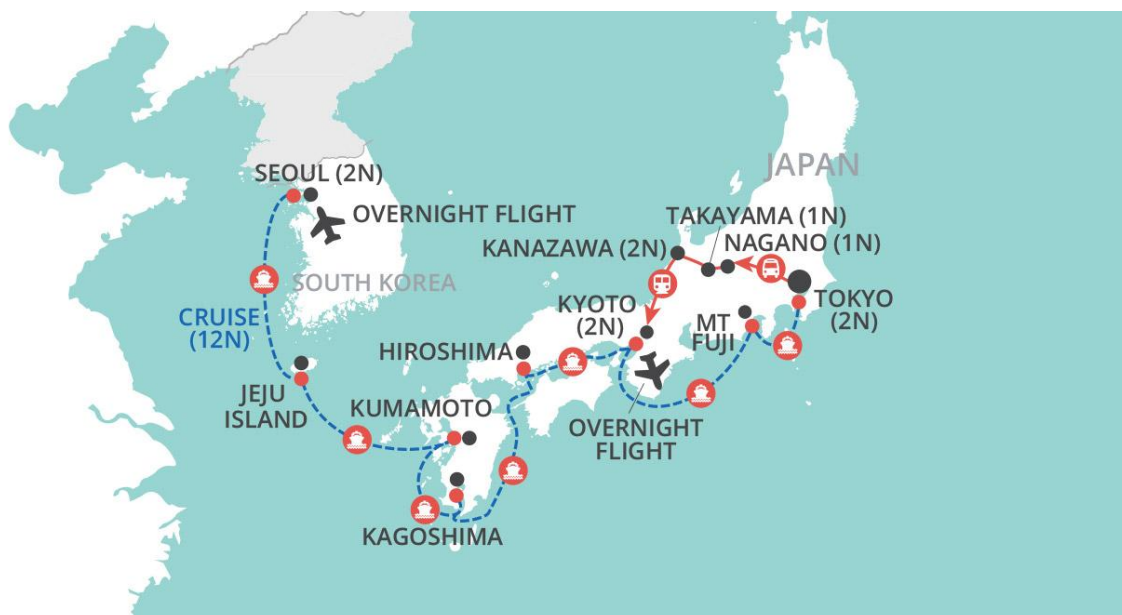 JAPAN
SEOUL (2N)
OVERNIGHT FLIGHT
TAKAYAMA (1N)
NAGANO (1N)
KANAZAWA (2N)
SOUTH KOREA
TOKYO
(2N)
KYOTO
(2N)
MT
FUJI
CRUISE
(12N)
HIROSHIMA
JEJU
ISLAND
KUMAMOTO
OVERNIGHT
FLIGHT
KAGOSHIMA